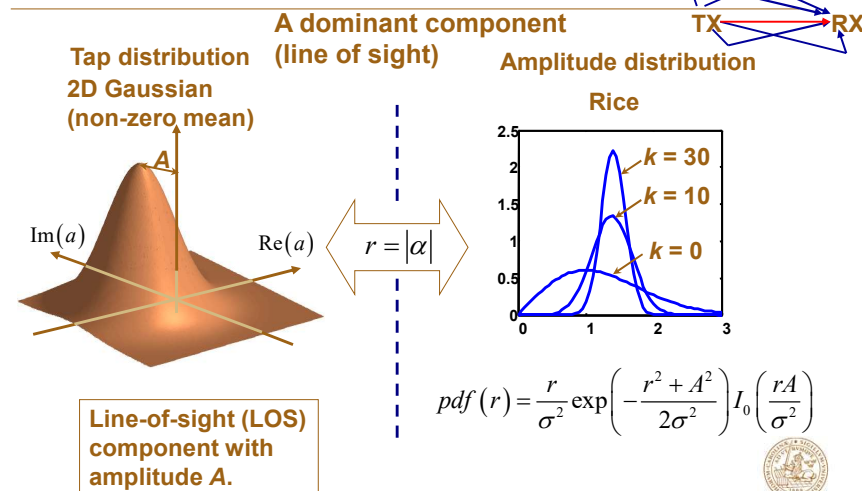 A dominant component
(line of sight)
TX
RX
Tap distribution
2D Gaussian
(non-zero mean)
A
Im(a)
Re(a)
r = |α|
Amplitude distribution
Rice
2.5
2
1.5
1
0.5
0
0
1
2
3
k = 30
k = 10
k = 0
pdf (r) = r/σ² exp(−(r² + A²)/2σ²) I₀(rA/σ²)
Line-of-sight (LOS)
component with
amplitude A.